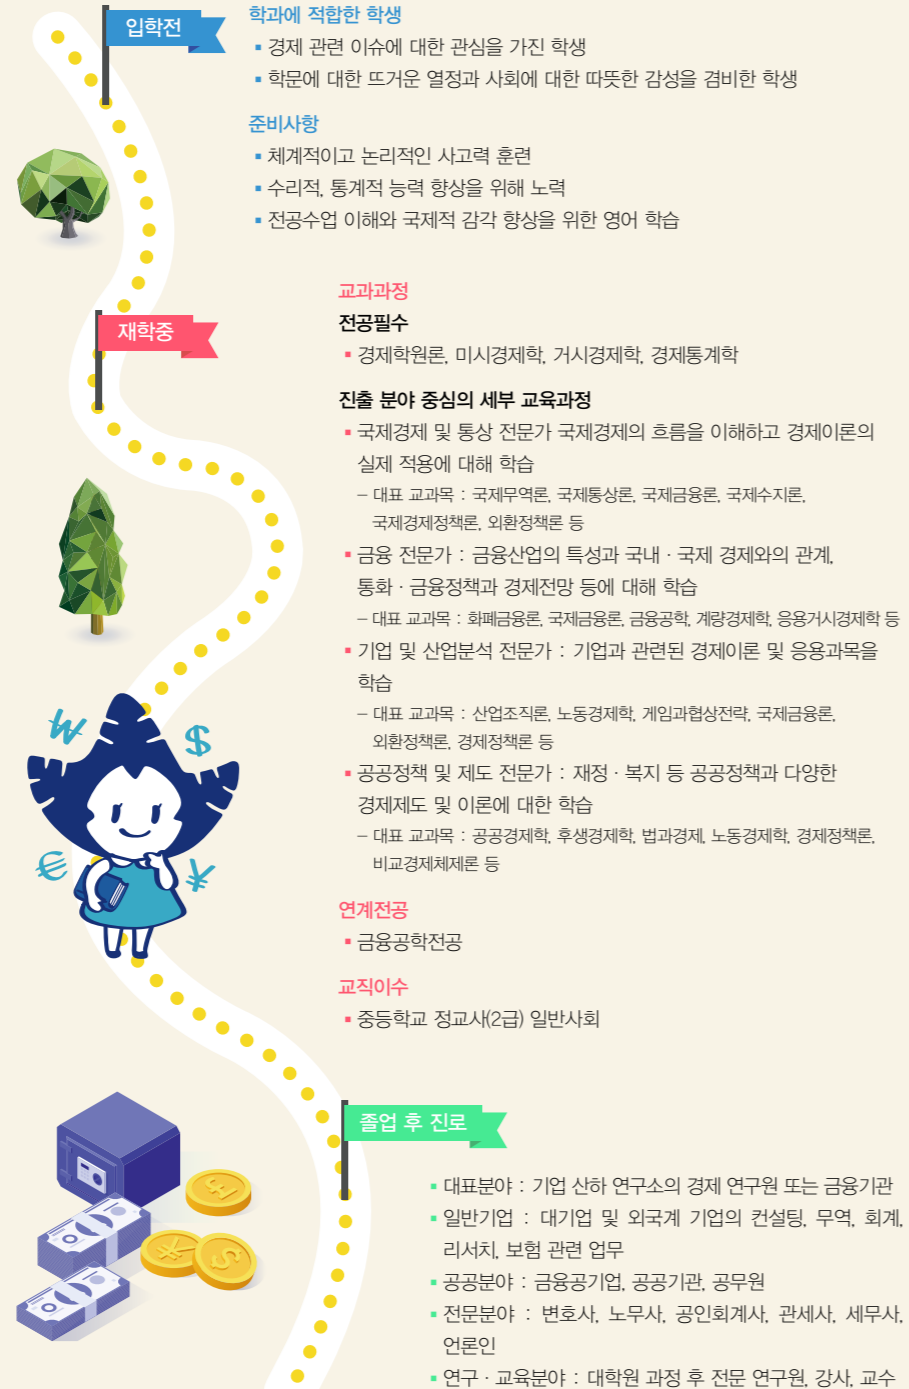 입학전
학과에 적합한 학생
▪ 경제 관련 이슈에 대한 관심을 가진 학생
▪ 학문에 대한 뜨거운 열정과 사회에 대한 따뜻한 감성을 겸비한 학생
준비사항
▪ 체계적이고 논리적인 사고력 훈련
▪ 수리적, 통계적 능력 향상을 위해 노력
▪ 전공수업 이해와 국제적 감각 향상을 위한 영어 학습
재학중
교과과정
전공필수
▪ 경제학원론, 미시경제학, 거시경제학, 경제통계학
진출 분야 중심의 세부 교육과정
▪ 국제경제 및 통상 전문가 국제경제의 흐름을 이해하고 경제이론의
실제 적용에 대해 학습
– 대표 교과목 : 국제무역론, 국제통상론, 국제금융론, 국제수지론,
국제경제정책론, 외환정책론 등
▪ 금융 전문가 : 금융산업의 특성과 국내 · 국제 경제와의 관계,
통화 · 금융정책과 경제전망 등에 대해 학습
– 대표 교과목 : 화폐금융론, 국제금융론, 금융공학, 계량경제학, 응용거시경제학 등
▪ 기업 및 산업분석 전문가 : 기업과 관련된 경제이론 및 응용과목을
학습
– 대표 교과목 : 산업조직론, 노동경제학, 게임과협상전략, 국제금융론,
외환정책론, 경제정책론 등
▪ 공공정책 및 제도 전문가 : 재정 · 복지 등 공공정책과 다양한
경제제도 및 이론에 대한 학습
– 대표 교과목 : 공공경제학, 후생경제학, 법과경제, 노동경제학, 경제정책론,
비교경제체제론 등
₩ $
€ ¥
연계전공
▪ 금융공학전공
교직이수
▪ 중등학교 정교사(2급) 일반사회
졸업 후 진로
▪ 대표분야 : 기업 산하 연구소의 경제 연구원 또는 금융기관
▪ 일반기업 : 대기업 및 외국계 기업의 컨설팅, 무역, 회계,
리서치, 보험 관련 업무
▪ 공공분야 : 금융공기업, 공공기관, 공무원
▪ 전문분야 : 변호사, 노무사, 공인회계사, 관세사, 세무사,
언론인
▪ 연구 · 교육분야 : 대학원 과정 후 전문 연구원, 강사, 교수
£
¥ $